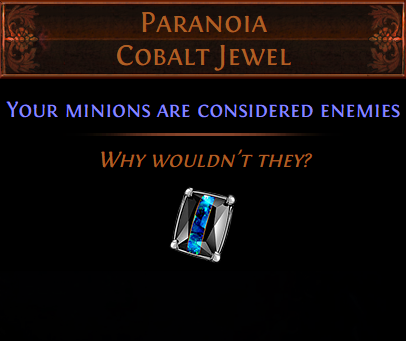 Paranoia
Cobalt Jewel
Your minions are considered enemies
Why wouldn't they?